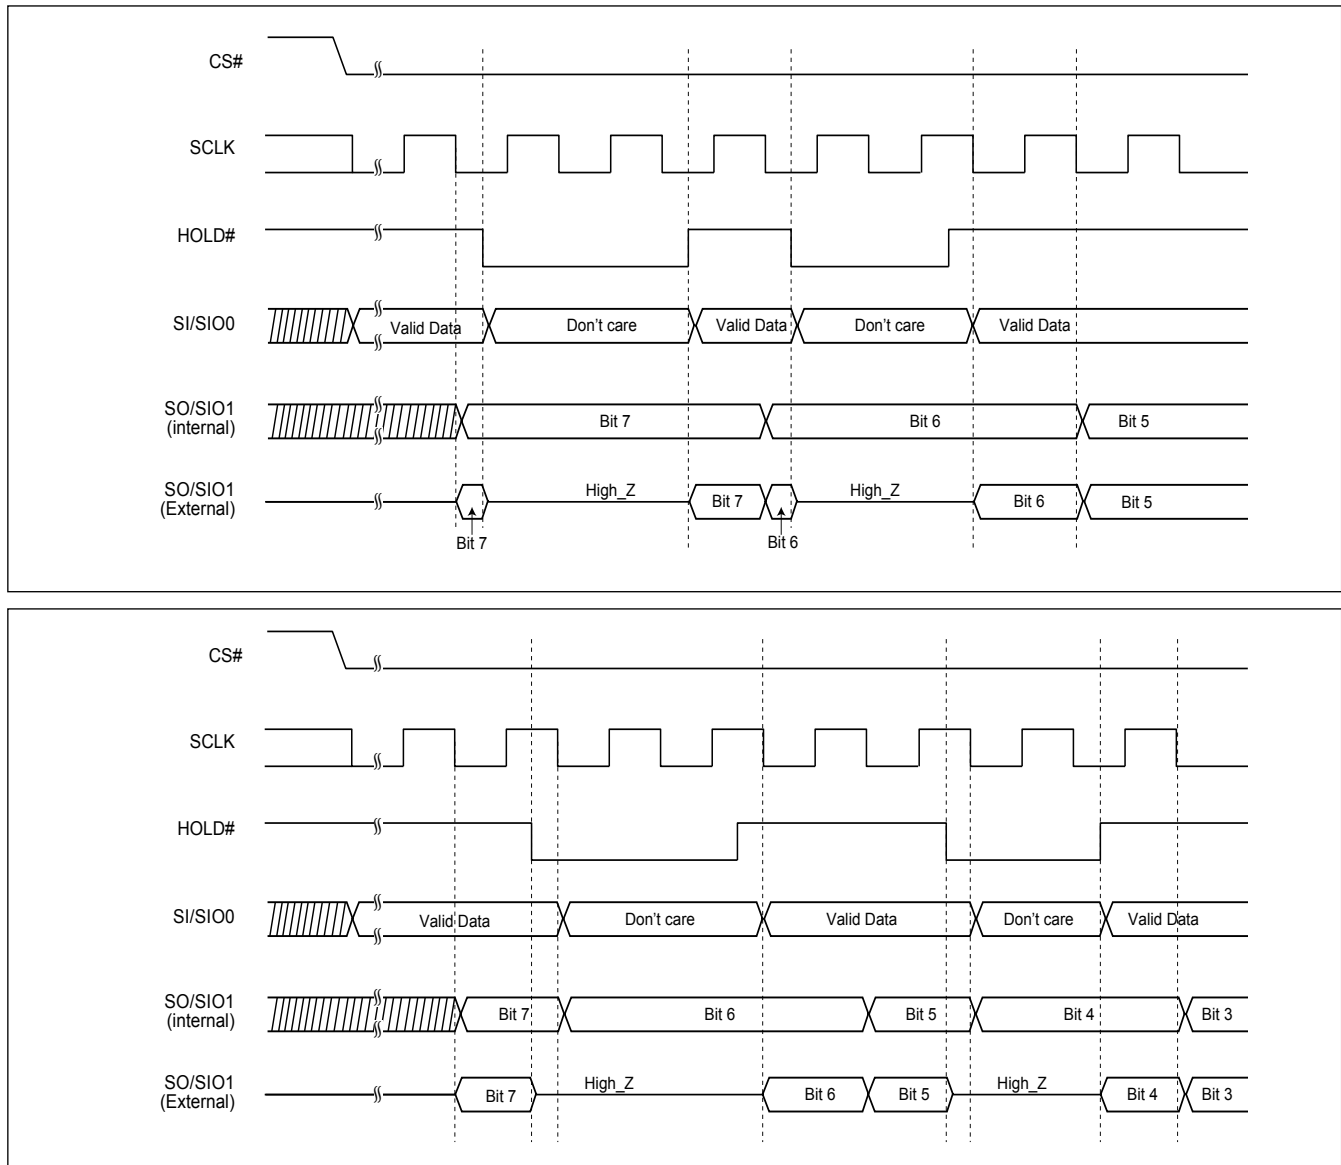 CS#
SCLK
HOLD#
SI/SIO0
Valid Data
Don't care
Valid Data
Don't care
Valid Data
SO/SIO1
(internal)
Bit 7
Bit 6
Bit 5
SO/SIO1
(External)
High_Z
Bit 7
High_Z
Bit 6
Bit 5
Bit 7
Bit 6
CS#
SCLK
HOLD#
SI/SIO0
Valid Data
Don't care
Valid Data
Don't care
Valid Data
SO/SIO1
(internal)
Bit 7
Bit 6
Bit 5
Bit 4
Bit 3
SO/SIO1
(External)
Bit 7
High_Z
Bit 6
Bit 5
High_Z
Bit 4
Bit 3